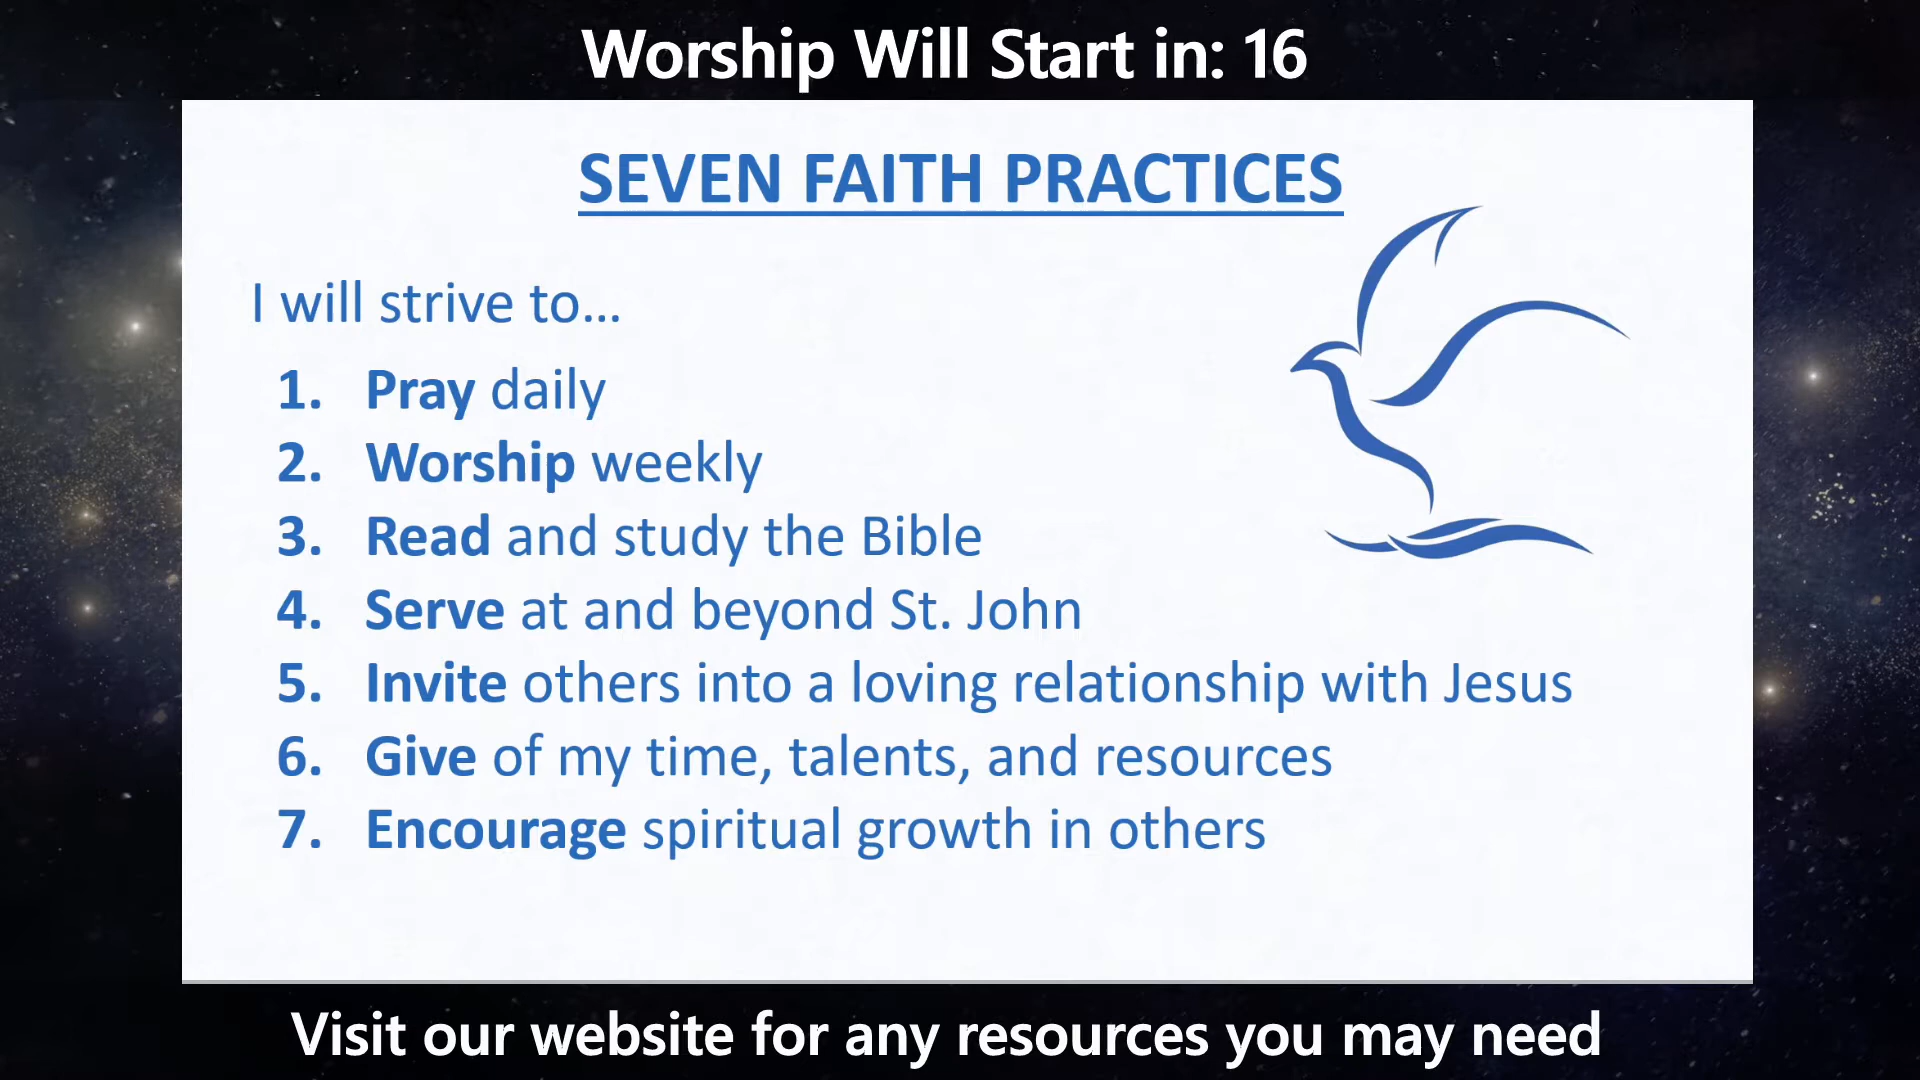 Worship Will Start in: 16
SEVEN FAITH PRACTICES
I will strive to...
1. Pray daily
2. Worship weekly
3. Read and study the Bible
4. Serve at and beyond St. John
5. Invite others into a loving relationship with Jesus
6. Give of my time, talents, and resources
7. Encourage spiritual growth in others
Visit our website for any resources you may need